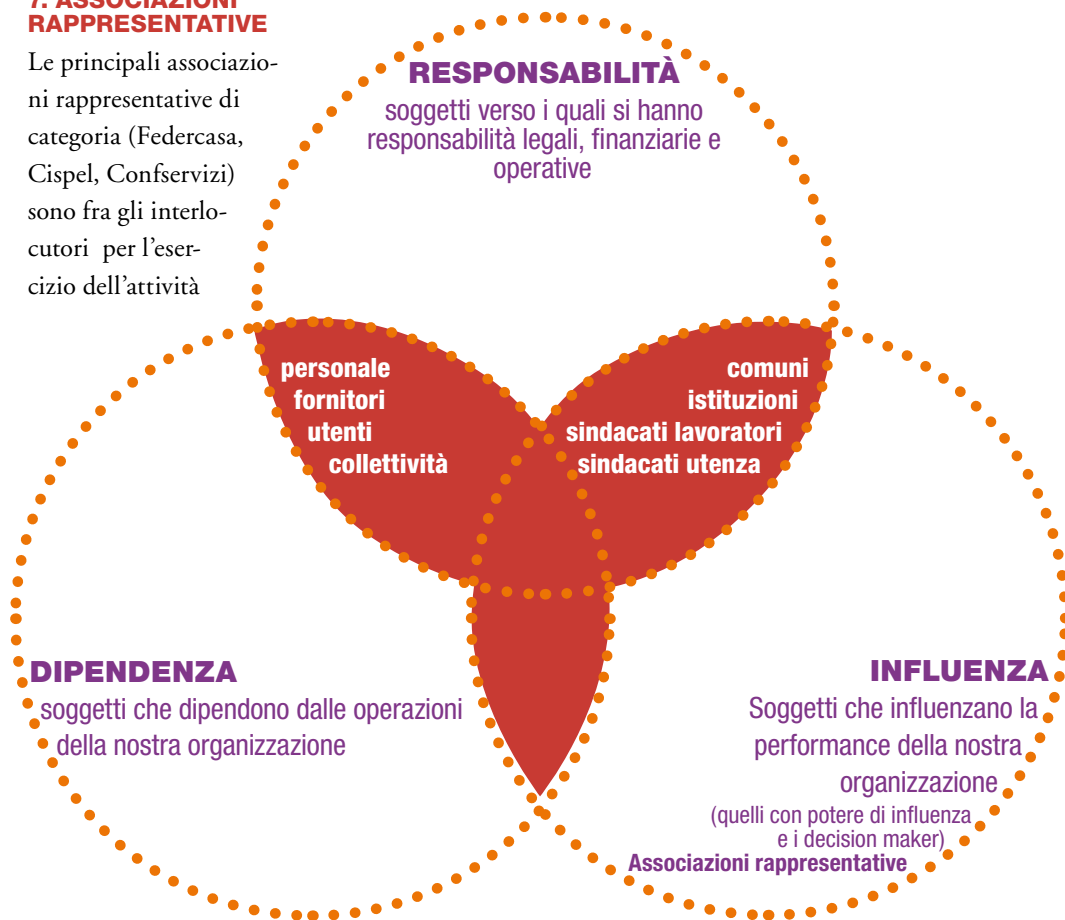 7. ASSOCIAZIONI
RAPPRESENTATIVE
Le principali associazio-
ni rappresentative di
categoria (Federcasa,
Cispel, Confservizi)
sono fra gli interlo-
cutori per l'eser-
cizio dell'attività
RESPONSABILITÀ
soggetti verso i quali si hanno
responsabilità legali, finanziarie e
operative
personale
fornitori
utenti
collettività
comuni
istituzioni
sindacati lavoratori
sindacati utenza
DIPENDENZA
soggetti che dipendono dalle operazioni
della nostra organizzazione
INFLUENZA
Soggetti che influenzano la
performance della nostra
organizzazione
(quelli con potere di influenza
e i decision maker)
Associazioni rappresentative